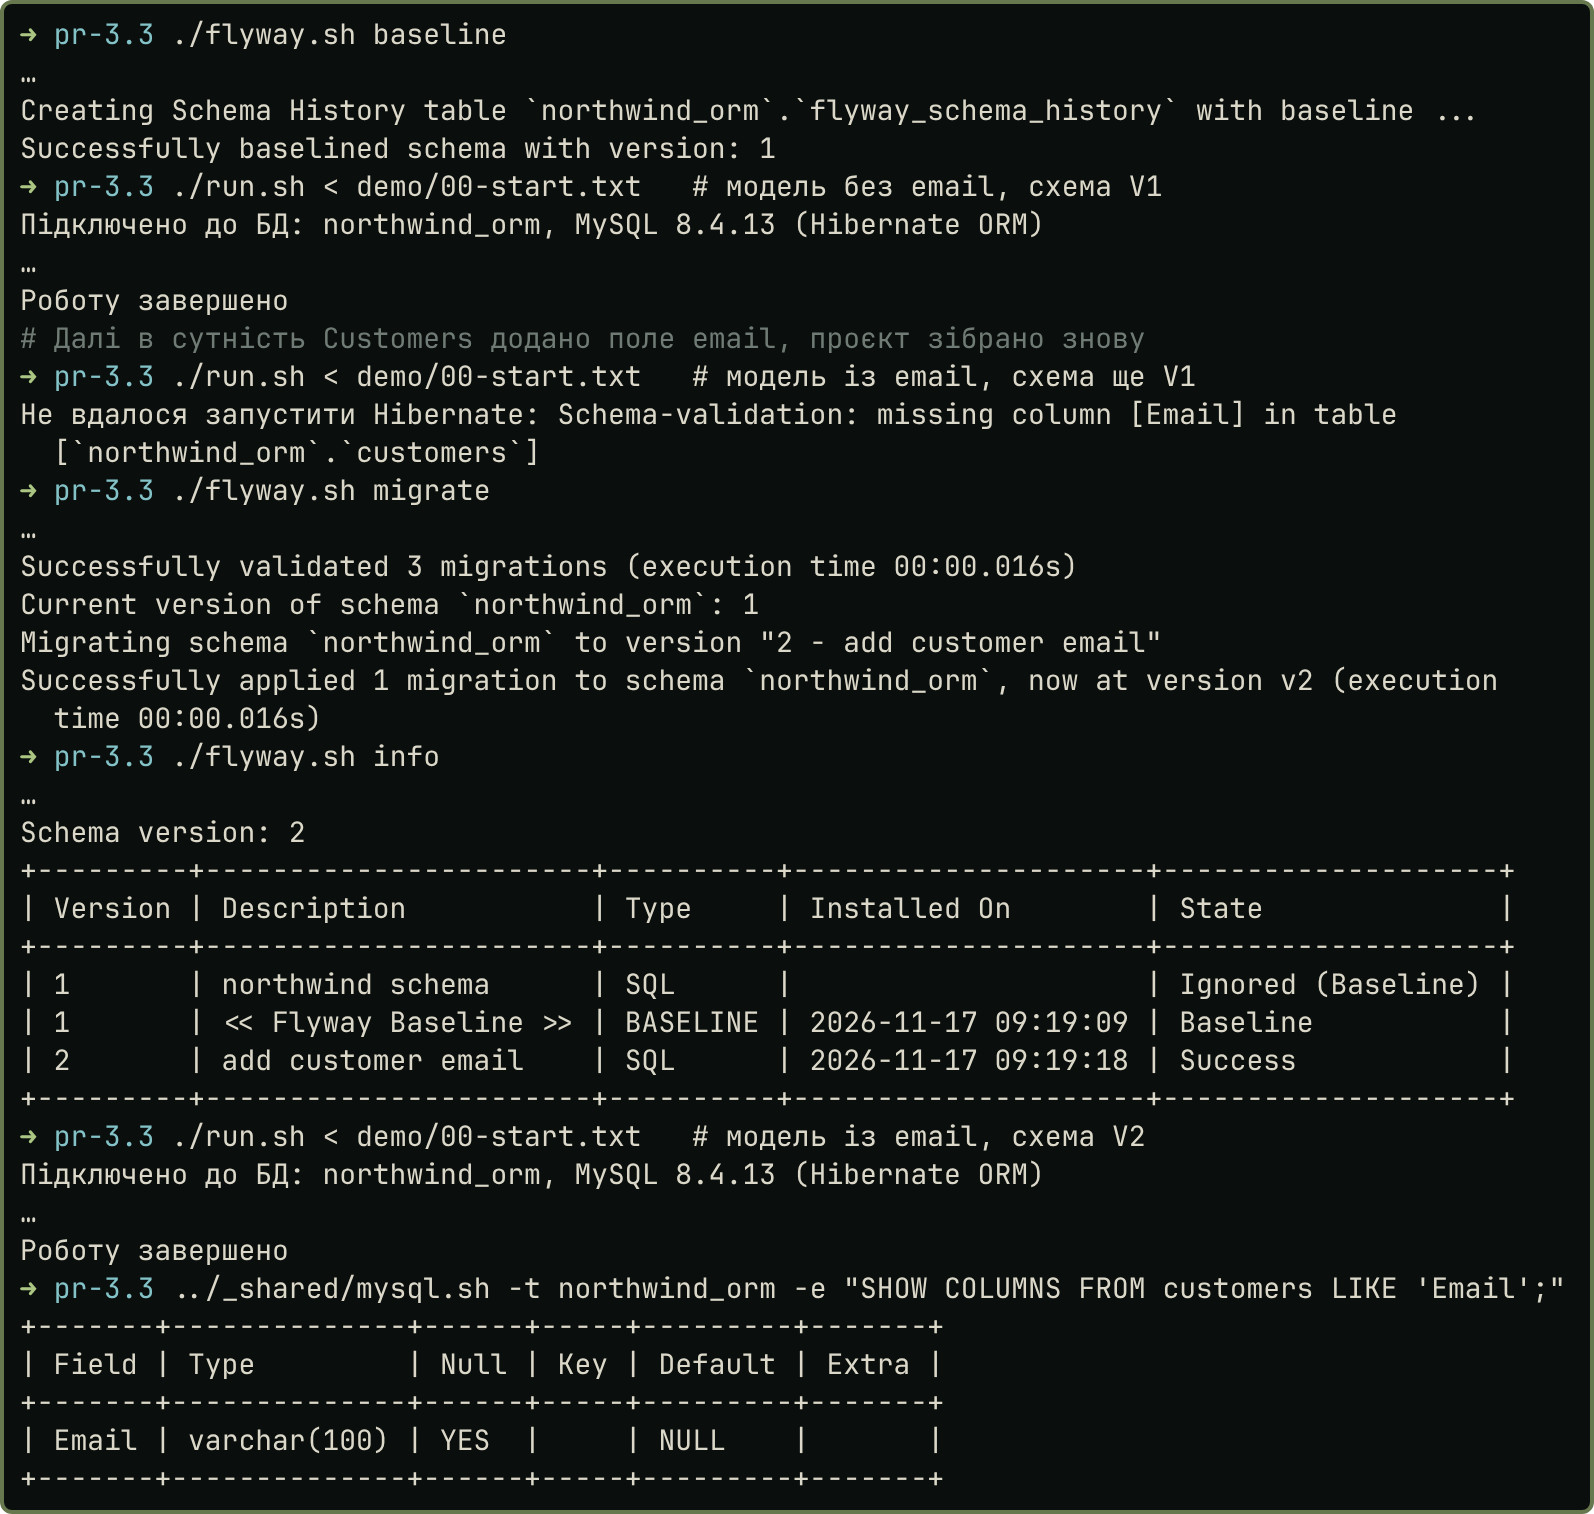 ➜ pr-3.3 ./flyway.sh baseline
…
Creating Schema History table `northwind_orm`.`flyway_schema_history` with baseline ...
Successfully baselined schema with version: 1
➜ pr-3.3 ./run.sh < demo/00-start.txt   # модель без email, схема V1
Підключено до БД: northwind_orm, MySQL 8.4.13 (Hibernate ORM)
…
Роботу завершено
# Далі в сутність Customers додано поле email, проєкт зібрано знову
➜ pr-3.3 ./run.sh < demo/00-start.txt   # модель із email, схема ще V1
Не вдалося запустити Hibernate: Schema-validation: missing column [Email] in table
  [`northwind_orm`.`customers`]
➜ pr-3.3 ./flyway.sh migrate
…
Successfully validated 3 migrations (execution time 00:00.016s)
Current version of schema `northwind_orm`: 1
Migrating schema `northwind_orm` to version "2 - add customer email"
Successfully applied 1 migration to schema `northwind_orm`, now at version v2 (execution
  time 00:00.016s)
➜ pr-3.3 ./flyway.sh info
…
Schema version: 2
+---------+-----------------------+----------+---------------------+--------------------+
| Version | Description           | Type     | Installed On        | State              |
+---------+-----------------------+----------+---------------------+--------------------+
| 1       | northwind schema      | SQL      |                     | Ignored (Baseline) |
| 1       | << Flyway Baseline >> | BASELINE | 2026-11-17 09:19:09 | Baseline           |
| 2       | add customer email    | SQL      | 2026-11-17 09:19:18 | Success            |
+---------+-----------------------+----------+---------------------+--------------------+
➜ pr-3.3 ./run.sh < demo/00-start.txt   # модель із email, схема V2
Підключено до БД: northwind_orm, MySQL 8.4.13 (Hibernate ORM)
…
Роботу завершено
➜ pr-3.3 ../_shared/mysql.sh -t northwind_orm -e "SHOW COLUMNS FROM customers LIKE 'Email';"
+-------+--------------+------+-----+---------+-------+
| Field | Type         | Null | Key | Default | Extra |
+-------+--------------+------+-----+---------+-------+
| Email | varchar(100) | YES  |     | NULL    |       |
+-------+--------------+------+-----+---------+-------+